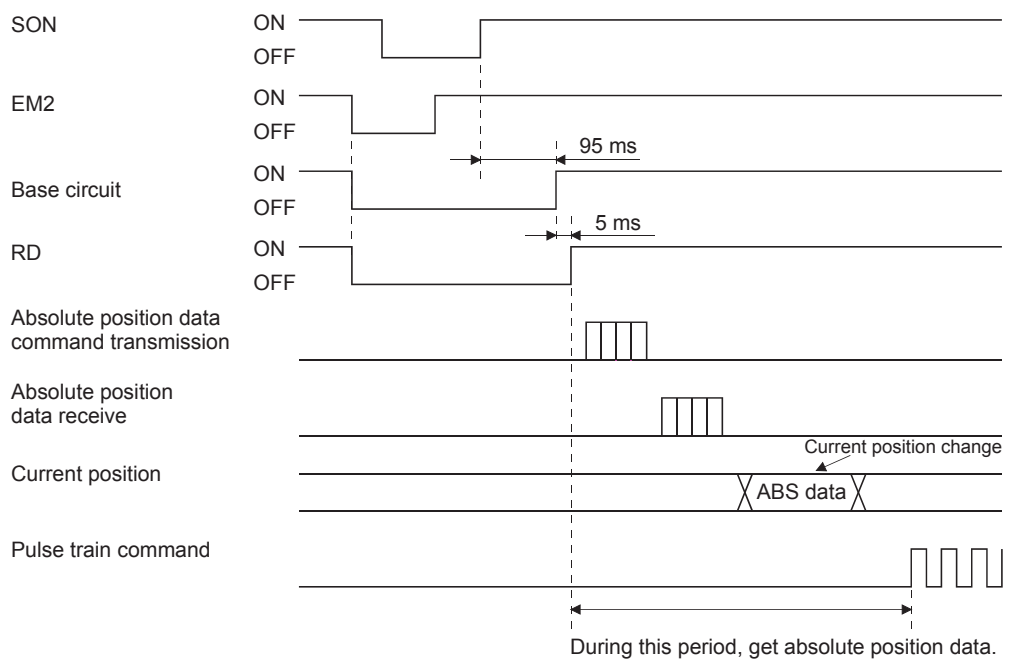 SON
ON
OFF
EM2
ON
OFF
95 ms
Base circuit
ON
OFF
5 ms
RD
ON
OFF
Absolute position data
command transmission
Absolute position
data receive
Current position change
Current position
ABS data
Pulse train command
During this period, get absolute position data.